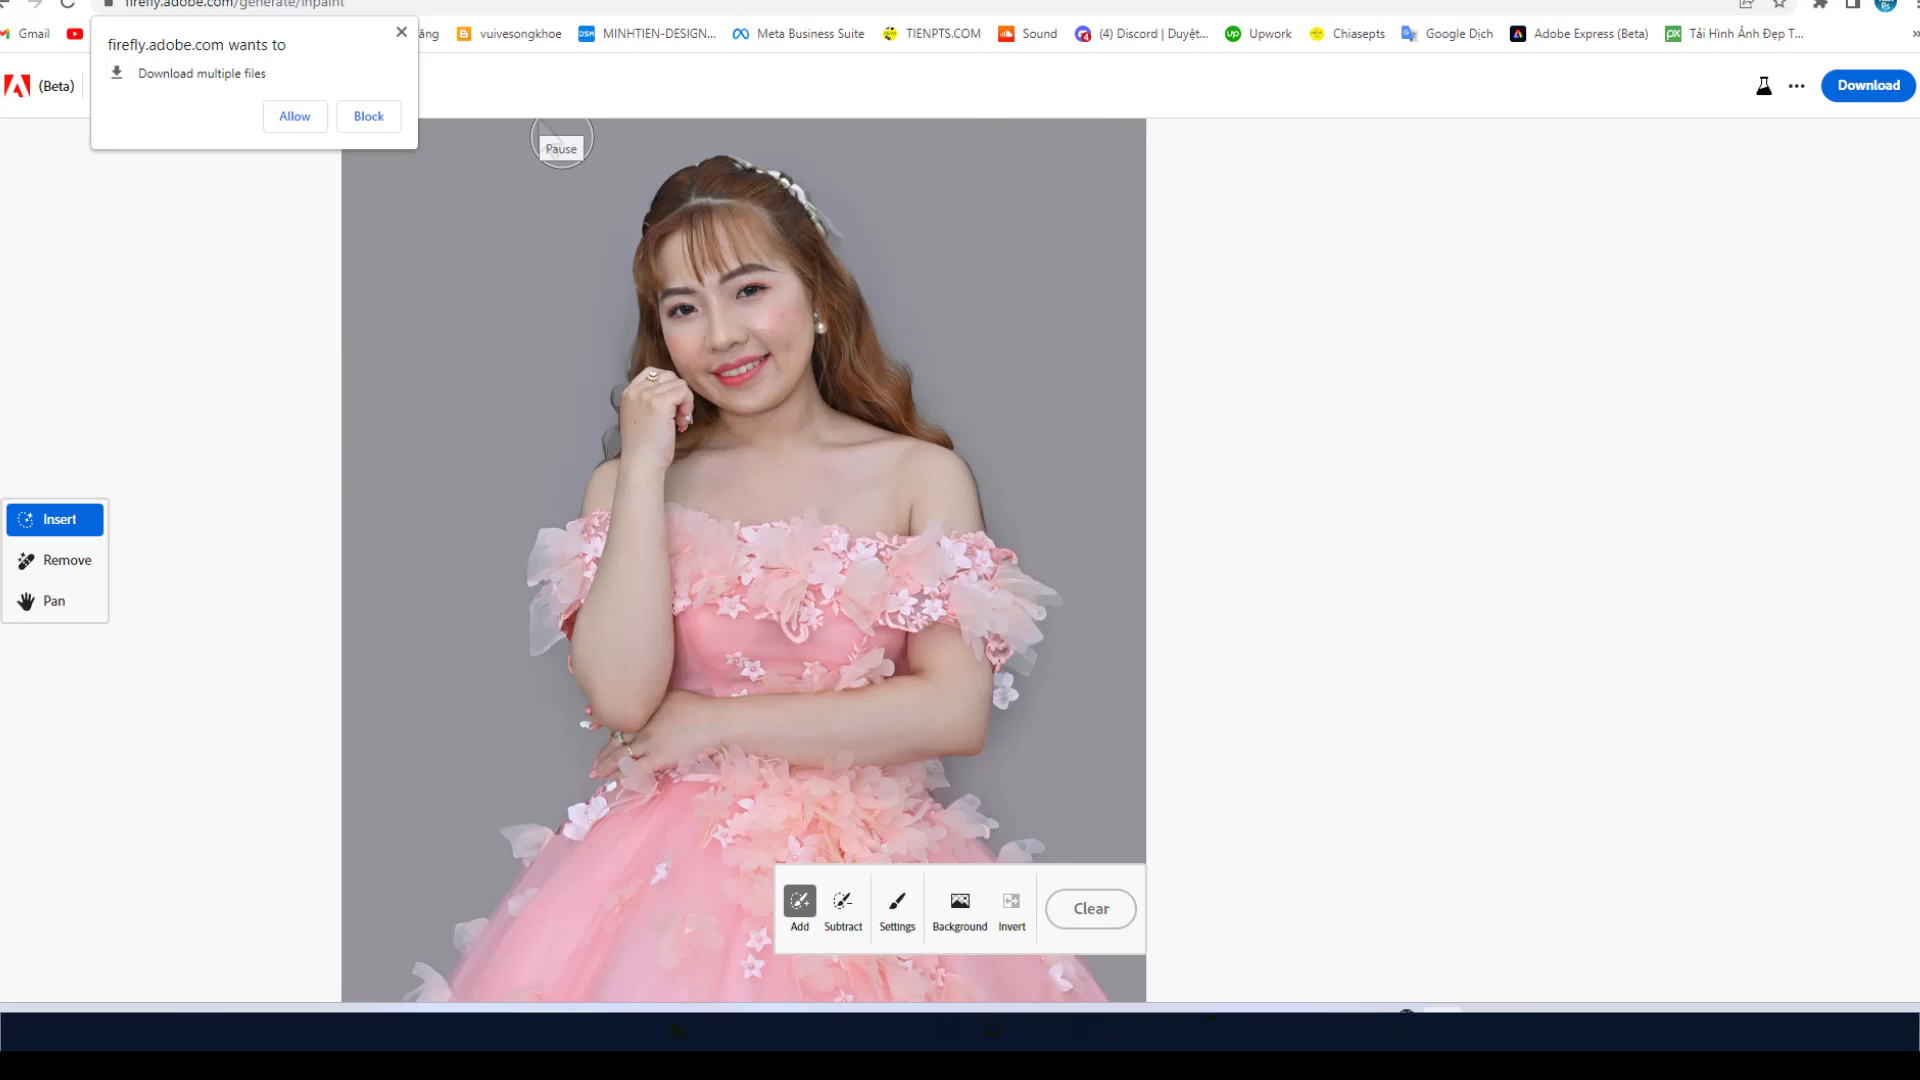 firefly.adobe.com/generate/inpaint
Gmail
vuivesongkhoe
MINHTIEN-DESIGN...
Meta Business Suite
TIENPTS.COM
Sound
(4) Discord | Duyệt...
Upwork
Chiasepts
Google Dịch
Adobe Express (Beta)
Tải Hình Ảnh Đẹp T...
»
firefly.adobe.com wants to
Download multiple files
Allow
Block
(Beta)
Download
Pause
Insert
Remove
Pan
Add
Subtract
Settings
Background
Invert
Clear